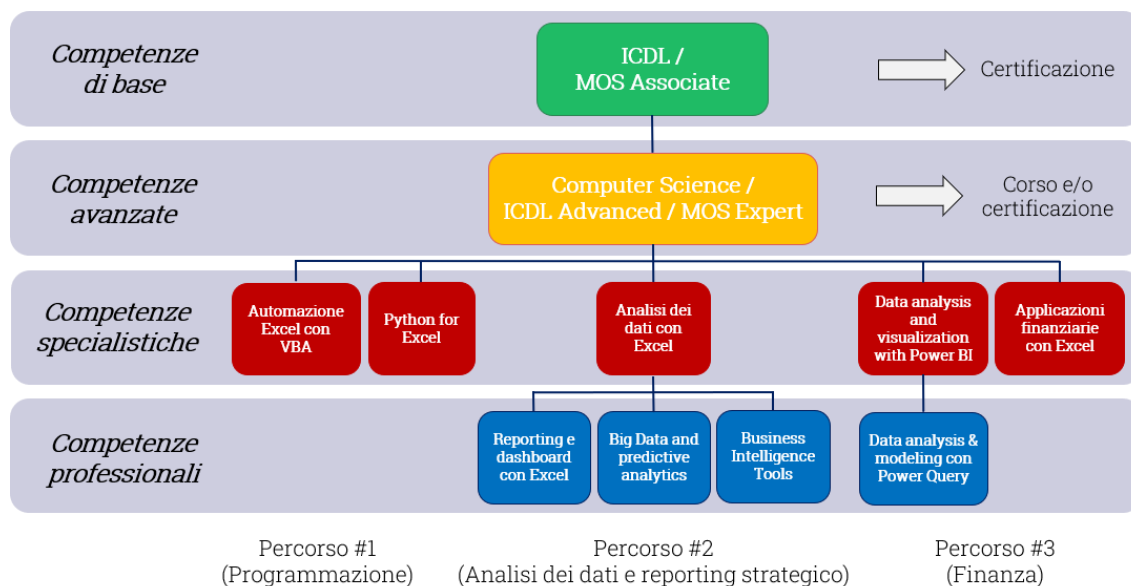 Competenze
di base
ICDL /
MOS Associate
Certificazione
Competenze
avanzate
Computer Science /
ICDL Advanced / MOS Expert
Corso e/o
certificazione
Competenze
specialistiche
Automazione
Excel con
VBA
Python for
Excel
Analisi dei
dati con
Excel
Data analysis
and
visualization
with Power BI
Applicazioni
finanziarie
con Excel
Competenze
professionali
Reporting e
dashboard
con Excel
Big Data and
predictive
analytics
Business
Intelligence
Tools
Data analysis &
modeling con
Power Query
Percorso #1
(Programmazione)
Percorso #2
(Analisi dei dati e reporting strategico)
Percorso #3
(Finanza)